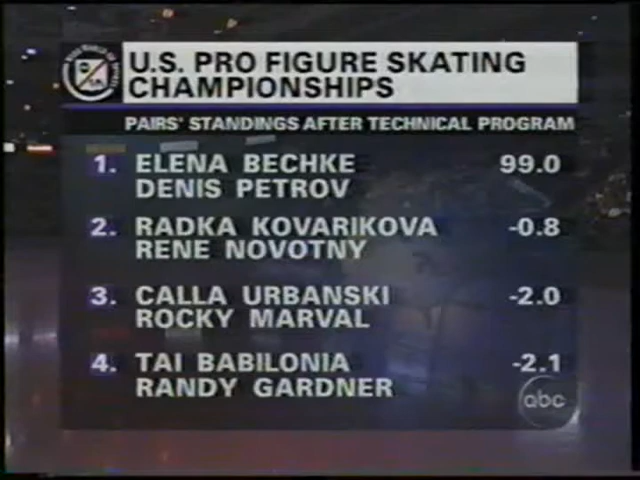 U.S. PRO FIGURE SKATING
CHAMPIONSHIPS
PAIRS' STANDINGS AFTER TECHNICAL PROGRAM
1. ELENA BECHKE 99.0
DENIS PETROV
2. RADKA KOVARIKOVA -0.8
RENE NOVOTNY
3. CALLA URBANSKI -2.0
ROCKY MARVAL
4. TAI BABILONIA -2.1
RANDY GARDNER
abc